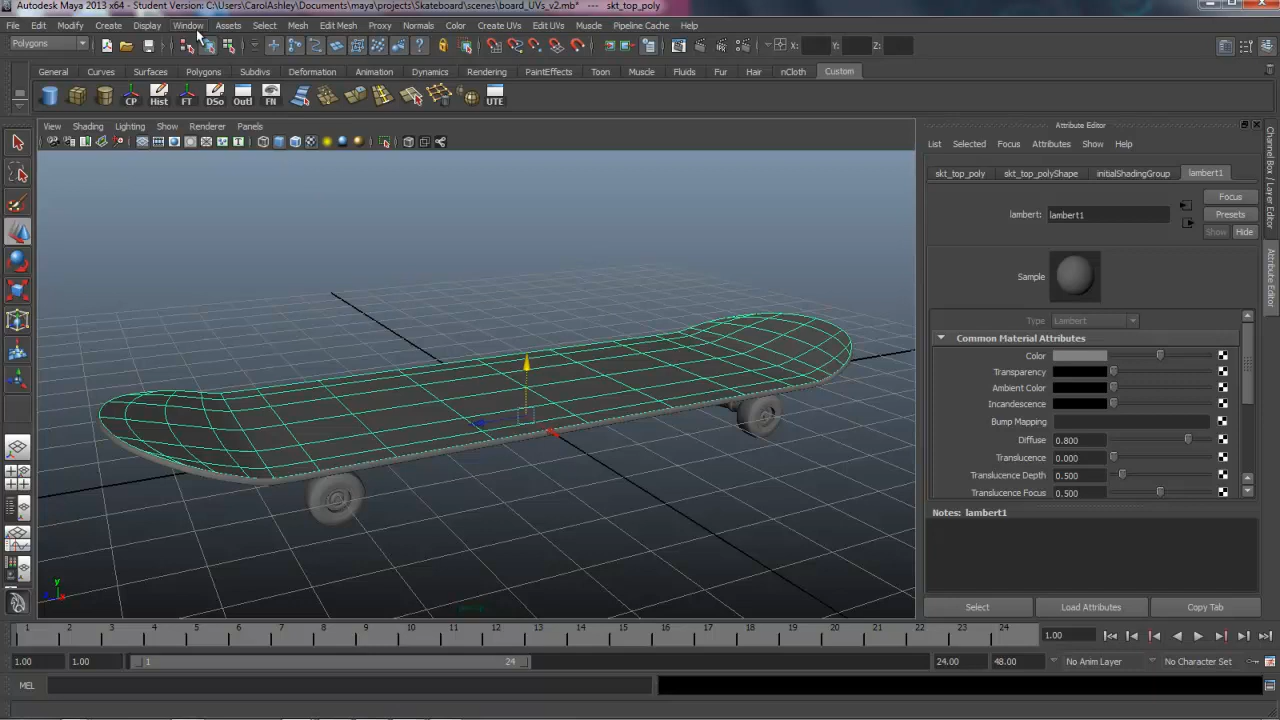 Autodesk Maya 2013 x64 - Student Version: C:\Users\CarolAshley\Documents\maya\projects\Skateboard\scenes\board_UVs_v2.mb* --- skt_top_poly
File Edit Modify Create Display Window Assets Select Mesh Edit Mesh Proxy Normals Color Create UVs Edit UVs Muscle Pipeline Cache Help
Polygons X: Y: Z:
General Curves Surfaces Polygons Subdivs Deformation Animation Dynamics Rendering PaintEffects Toon Muscle Fluids Fur Hair nCloth Custom
CP Hist FT DSo Outl FN UTE
View Shading Lighting Show Renderer Panels
Attribute Editor
List Selected Focus Attributes Show Help
skt_top_poly skt_top_polyShape initialShadingGroup lambert1
Focus
lambert: lambert1 Presets
Show Hide
Sample
Type Lambert
Common Material Attributes
Color
Transparency
Ambient Color
Incandescence
Bump Mapping
Diffuse 0.800
Translucence 0.000
Translucence Depth 0.500
Translucence Focus 0.500
Notes: lambert1
Select Load Attributes Copy Tab
Channel Box / Layer Editor
Attribute Editor
y
1 2 3 4 5 6 7 8 9 10 11 12 13 14 15 16 17 18 19 20 21 22 23 24 1.00
1.00 1.00 1 24 24.00 48.00 No Anim Layer No Character Set
MEL